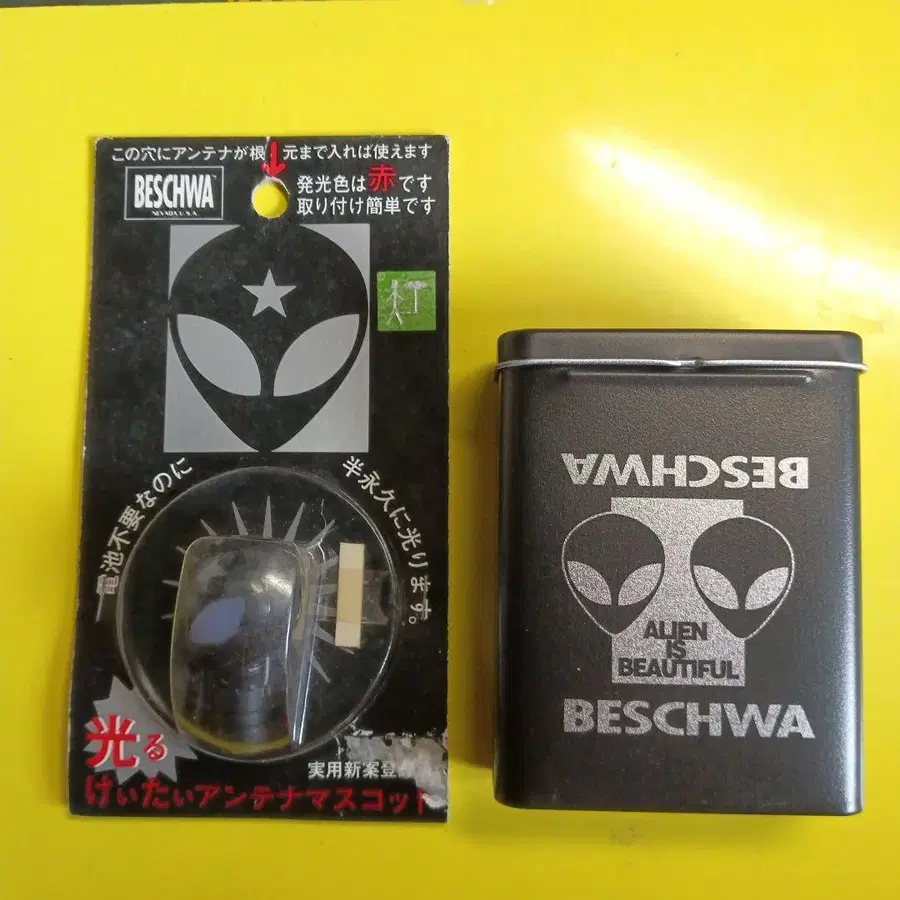 この穴にアンテナが根元まで入れば使えます
BESCHWA
NEVADA U.S.A.
発光色は赤です
取り付け簡単です
電池不要なのに
半永久に光ります。
光る
けいたいアンテナマスコット
実用新案登
BESCHWA
ALIEN
IS
BEAUTIFUL
BESCHWA